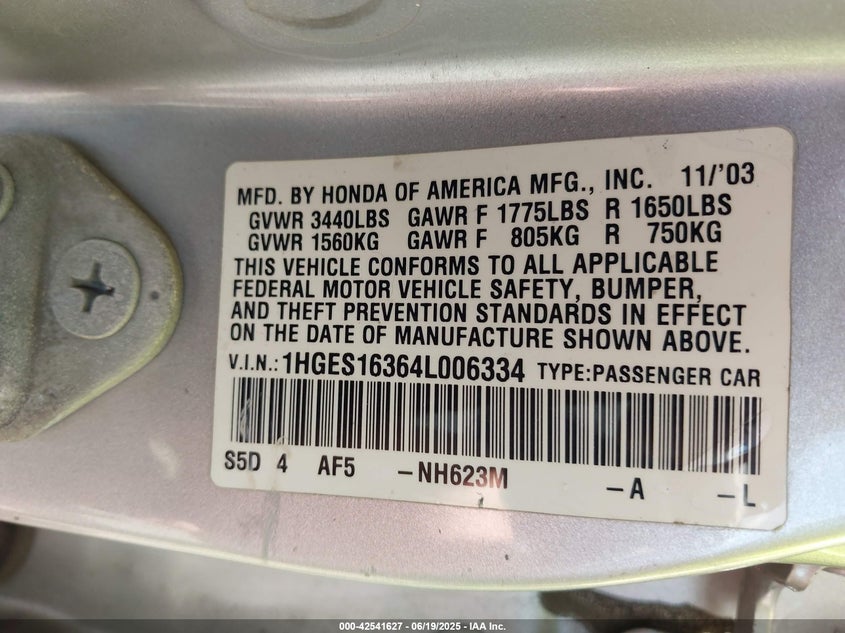 MFD. BY HONDA OF AMERICA MFG., INC. 11/'03
GVWR 3440LBS GAWR F 1775LBS R 1650LBS
GVWR 1560KG GAWR F 805KG R 750KG
THIS VEHICLE CONFORMS TO ALL APPLICABLE
FEDERAL MOTOR VEHICLE SAFETY, BUMPER,
AND THEFT PREVENTION STANDARDS IN EFFECT
ON THE DATE OF MANUFACTURE SHOWN ABOVE.
V.I.N.: 1HGES16364L006334 TYPE:PASSENGER CAR
S5D 4 AF5 -NH623M -A -L
000-42541627 - 06/19/2025 - IAA Inc.